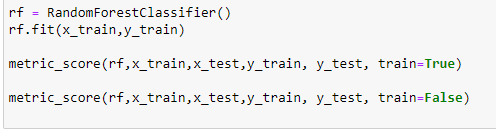 rf = RandomForestClassifier()
rf.fit(x_train,y_train)
metric_score(rf,x_train,x_test,y_train, y_test, train=True)
metric_score(rf,x_train,x_test,y_train, y_test, train=False)